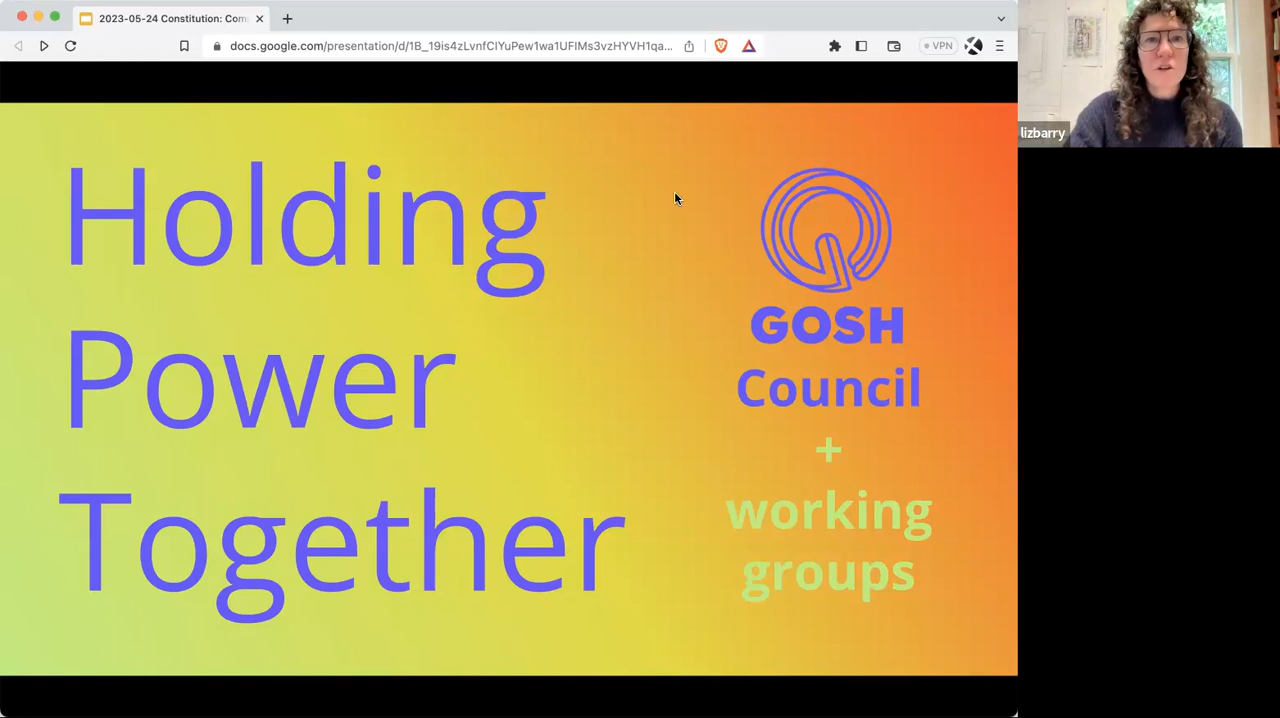 2023-05-24 Constitution: Com
docs.google.com/presentation/d/1B_19is4zLvnfClYuPew1wa1UFIMs3vzHYVH1qa...
VPN
lizbarry
Holding
Power
Together
GOSH
Council
+
working
groups